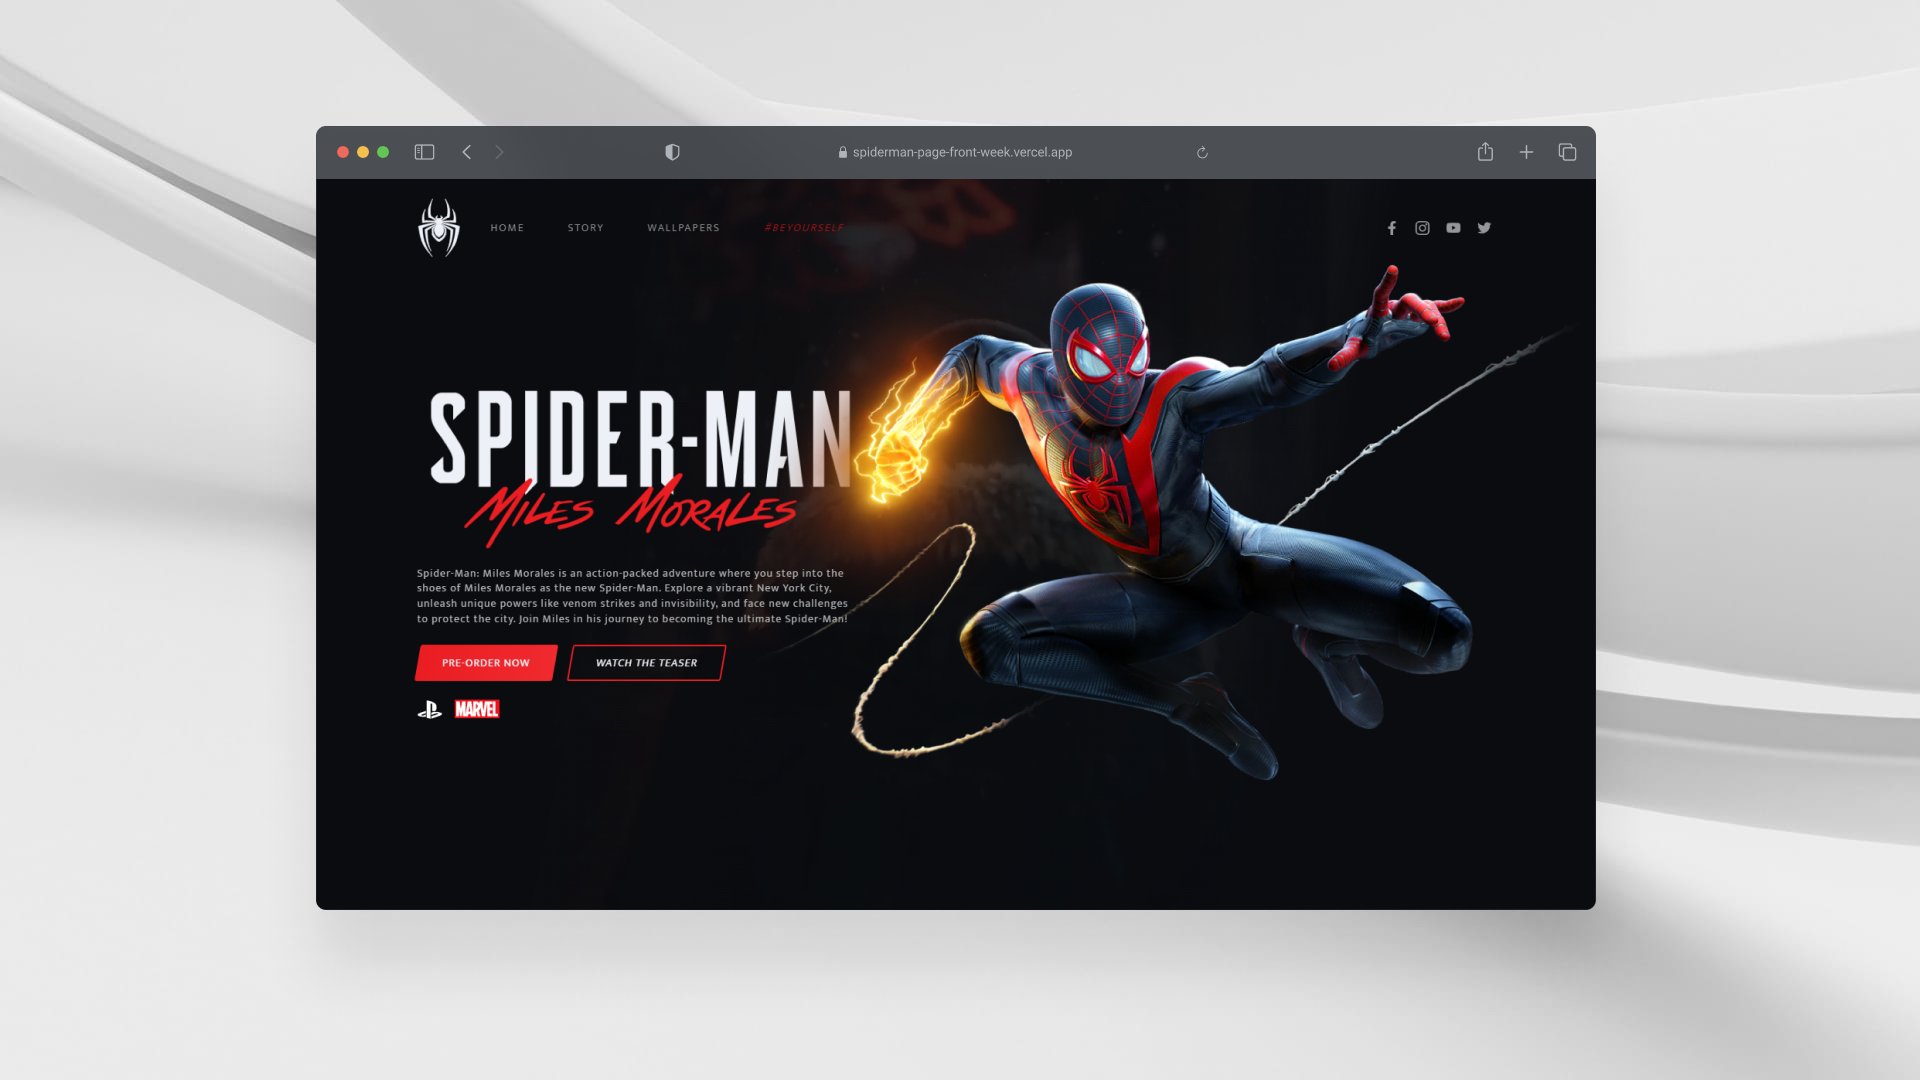 spiderman-page-front-week.vercel.app
HOME STORY WALLPAPERS #BEYOURSELF
SPIDER-MAN
MILES MORALES
Spider-Man: Miles Morales is an action-packed adventure where you step into the
shoes of Miles Morales as the new Spider-Man. Explore a vibrant New York City,
unleash unique powers like venom strikes and invisibility, and face new challenges
to protect the city. Join Miles in his journey to becoming the ultimate Spider-Man!
PRE-ORDER NOW WATCH THE TEASER
MARVEL